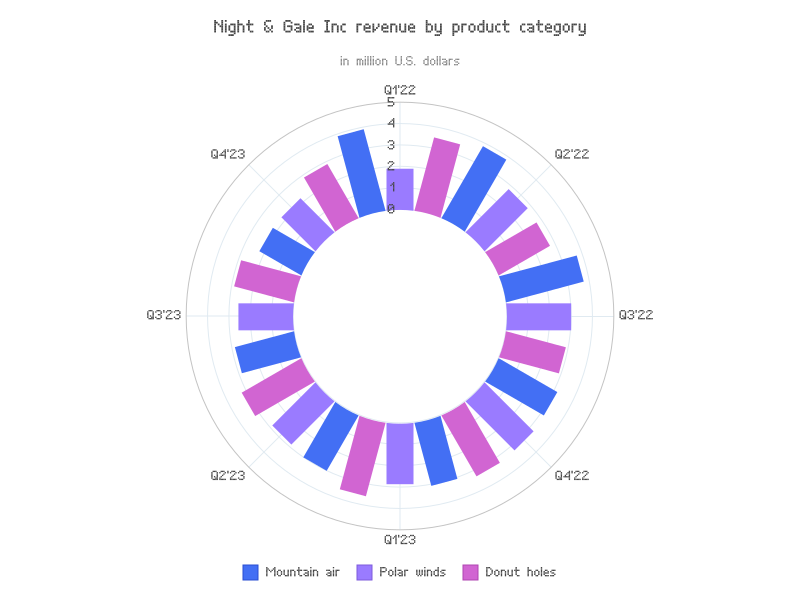 Night & Gale Inc revenue by product category
in million U.S. dollars
Q1'22
5
4
3
2
1
0
Q4'23
Q2'22
Q3'23
Q3'22
Q2'23
Q4'22
Q1'23
Mountain air
Polar winds
Donut holes